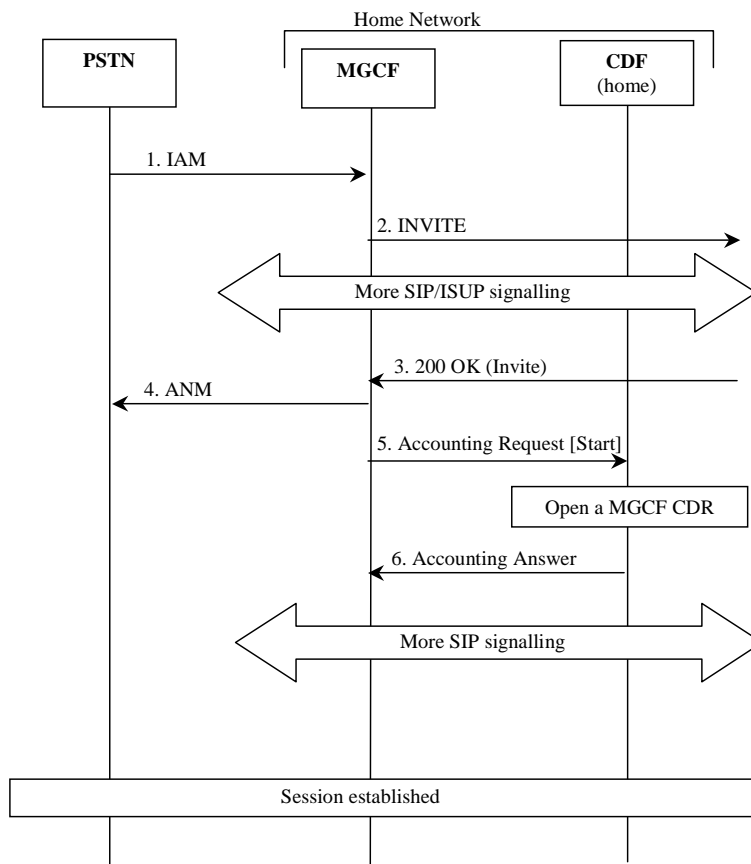 Home Network
PSTN
MGCF
CDF
(home)
1. IAM
2. INVITE
More SIP/ISUP signalling
3. 200 OK (Invite)
4. ANM
5. Accounting Request [Start]
Open a MGCF CDR
6. Accounting Answer
More SIP signalling
Session established